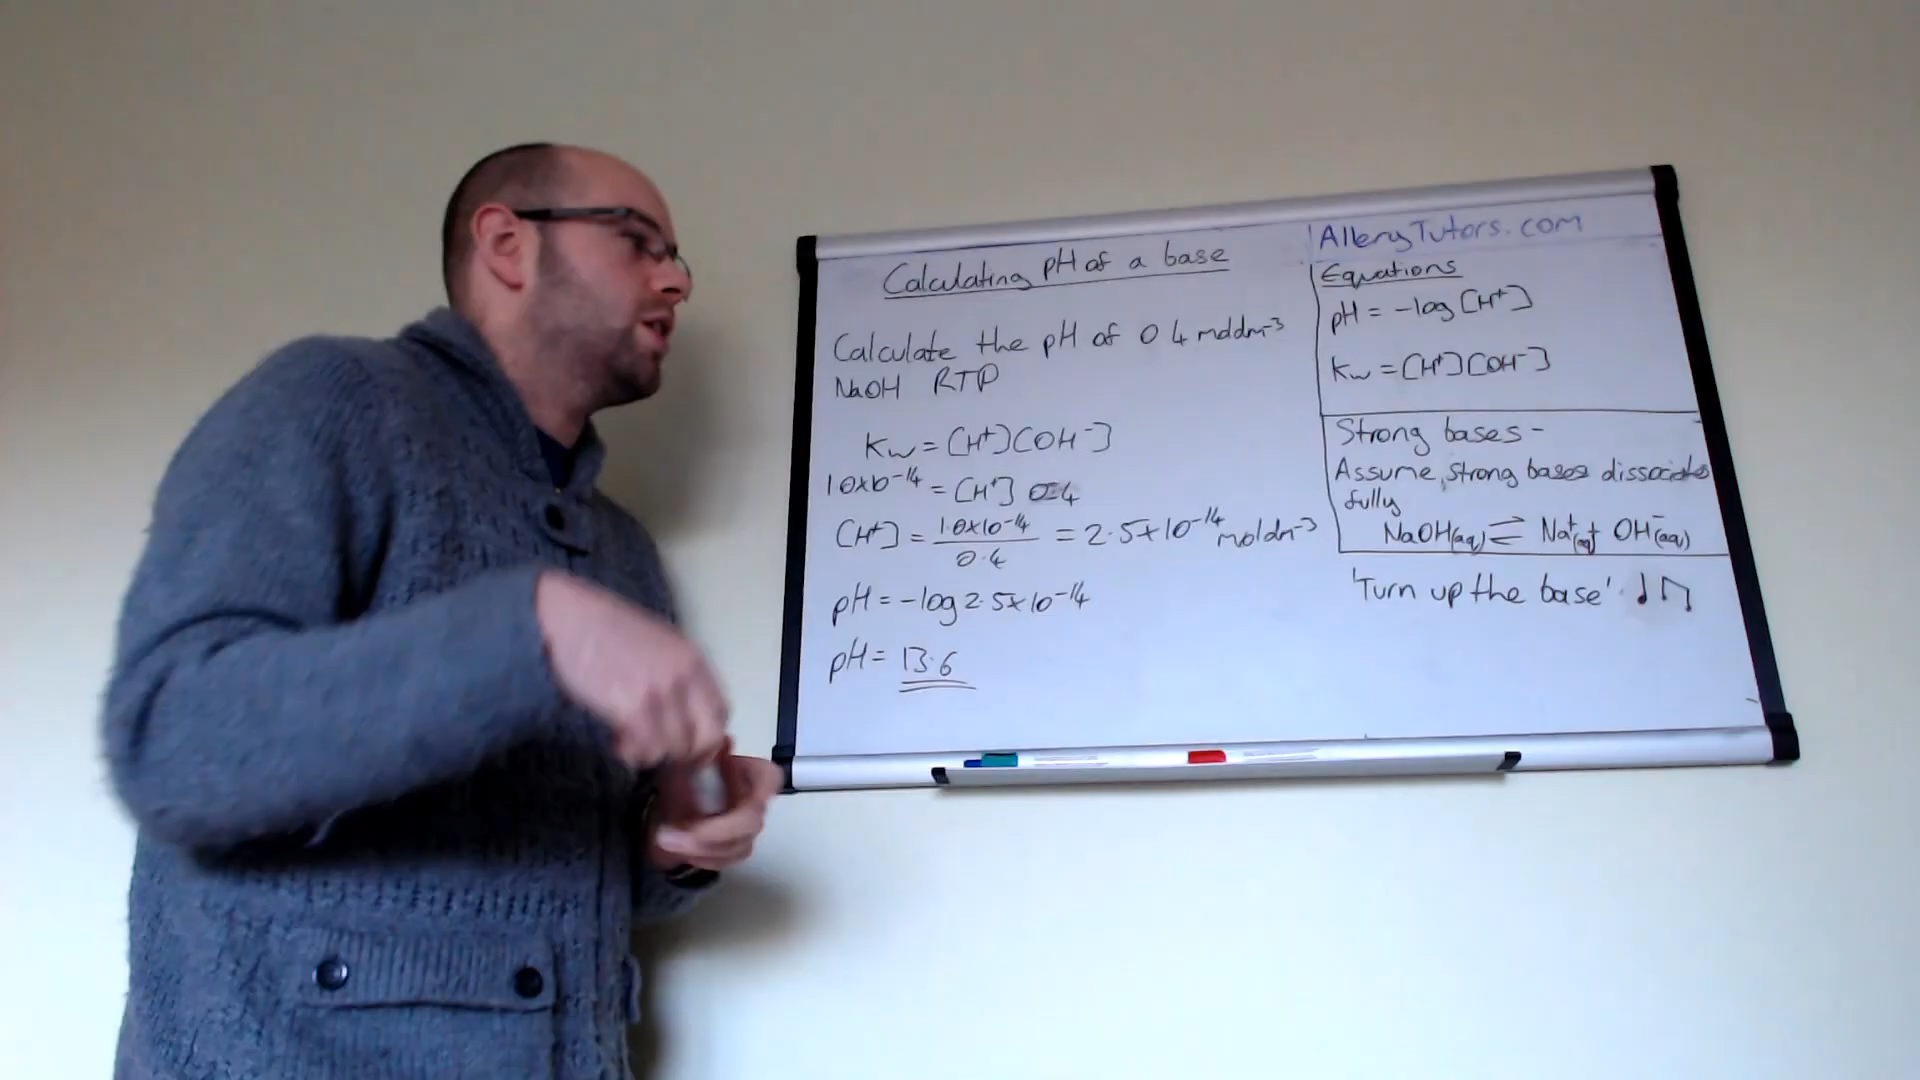 Calculating pH of a base
Calculate the pH of 0.4 moldm⁻³
NaOH RTP
Kw = [H⁺][OH⁻]
1.0x10⁻¹⁴ = [H⁺] 0.4
[H⁺] = 1.0x10⁻¹⁴ / 0.4 = 2.5x10⁻¹⁴ moldm⁻³
pH = -log 2.5x10⁻¹⁴
pH = 13.6
AlleryTutors.com
Equations
pH = -log [H⁺]
Kw = [H⁺][OH⁻]
Strong bases -
Assume, strong bases dissociates
fully
NaOH(aq) ⇌ Na⁺(aq) + OH⁻(aq)
'Turn up the base' ♩ ♫